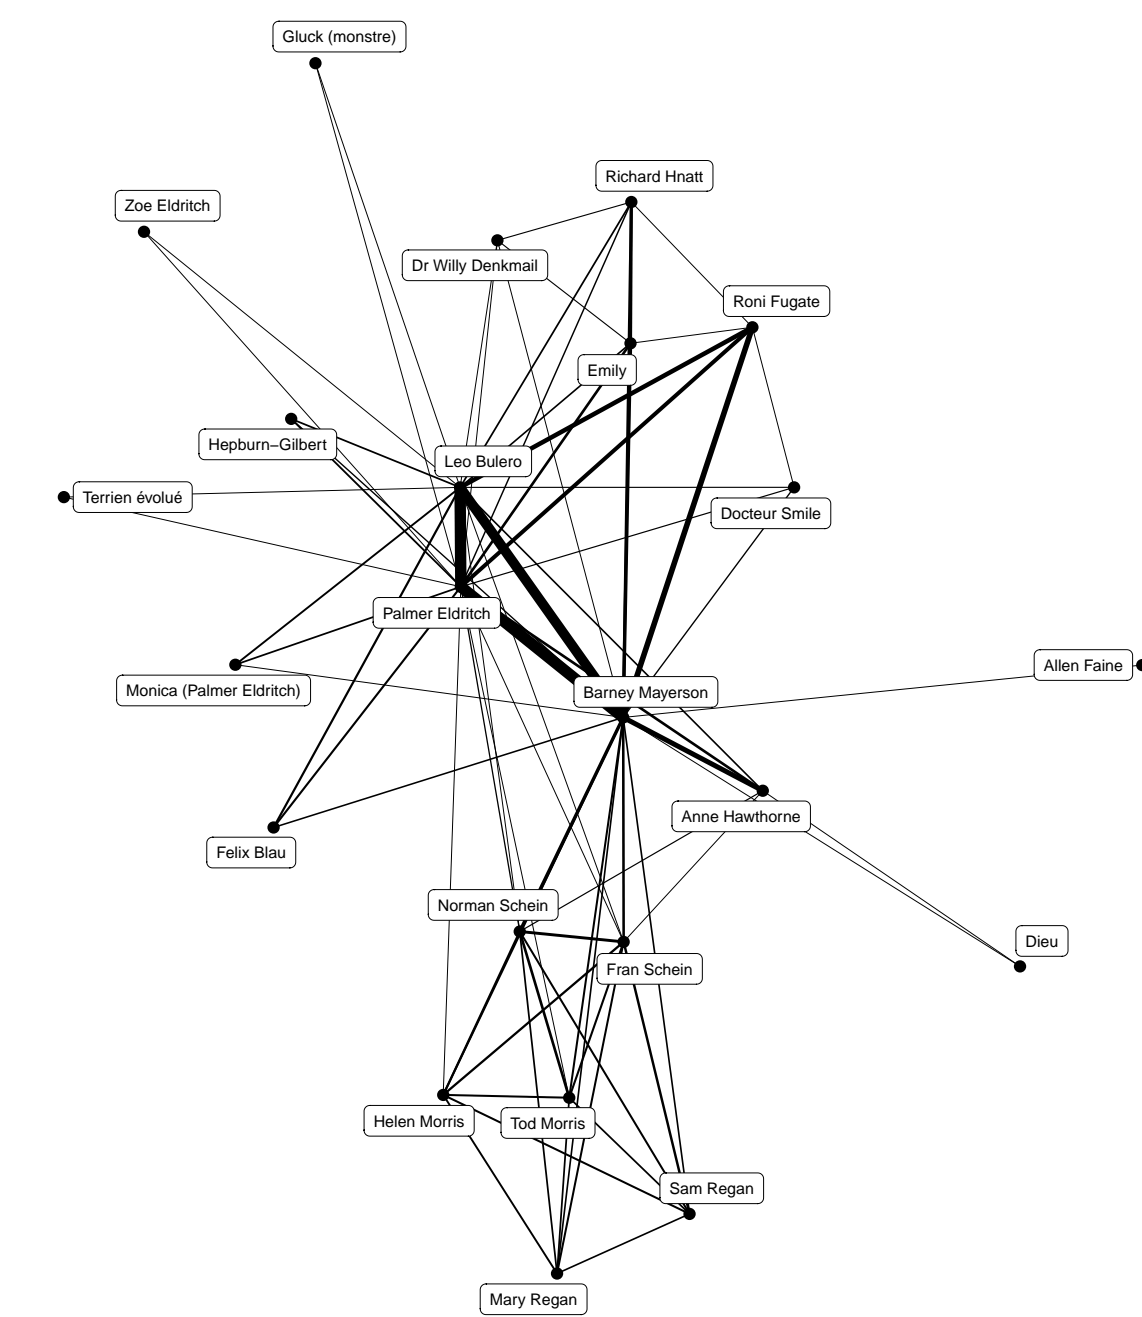 Gluck (monstre)
Richard Hnatt
Zoe Eldritch
Dr Willy Denkmail
Roni Fugate
Emily
Hepburn–Gilbert
Leo Bulero
Terrien évolué
Docteur Smile
Palmer Eldritch
Allen Faine
Monica (Palmer Eldritch)
Barney Mayerson
Anne Hawthorne
Felix Blau
Norman Schein
Dieu
Fran Schein
Helen Morris
Tod Morris
Sam Regan
Mary Regan